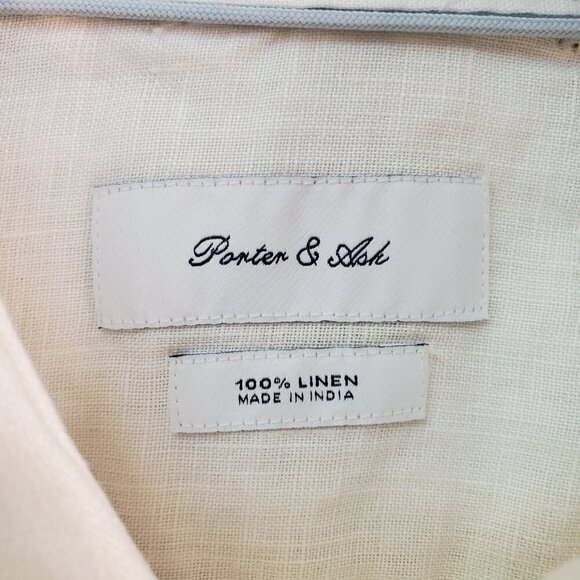 Porter & Ash
100% LINEN
MADE IN INDIA